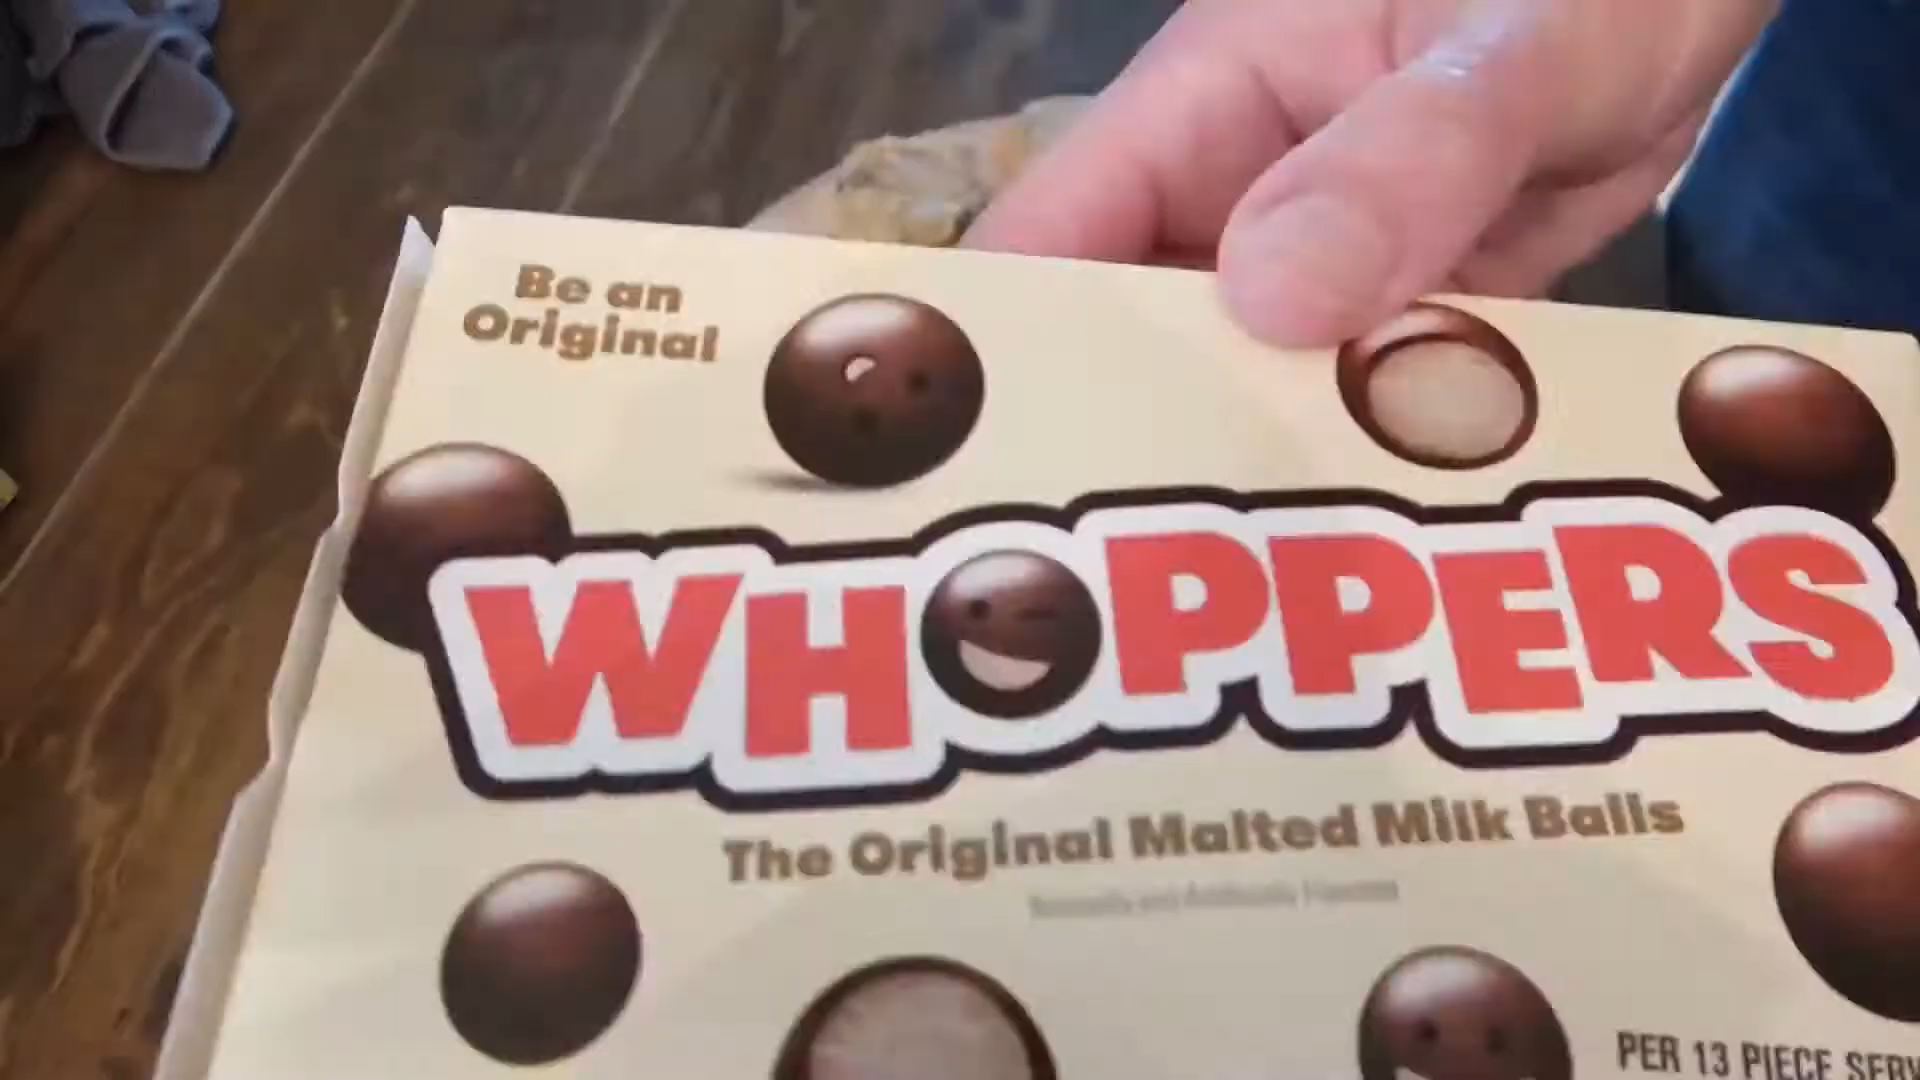 Be an
Original
WHOPPERS
The Original Malted Milk Balls
PER 13 PIECE SERV